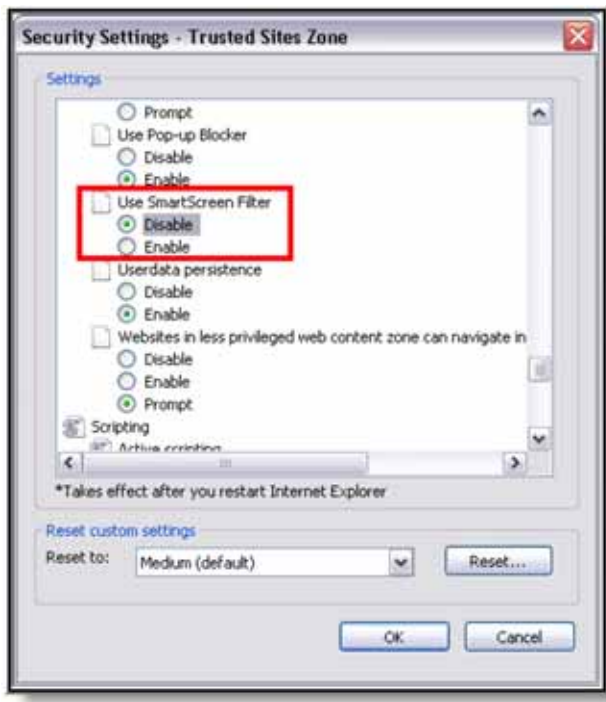 Security Settings - Trusted Sites Zone
Settings
Prompt
Use Pop-up Blocker
Disable
Enable
Use SmartScreen Filter
Disable
Enable
Userdata persistence
Disable
Enable
Websites in less privileged web content zone can navigate in
Disable
Enable
Prompt
Scripting
Active scripting
*Takes effect after you restart Internet Explorer
Reset custom settings
Reset to: Medium (default) Reset...
OK Cancel